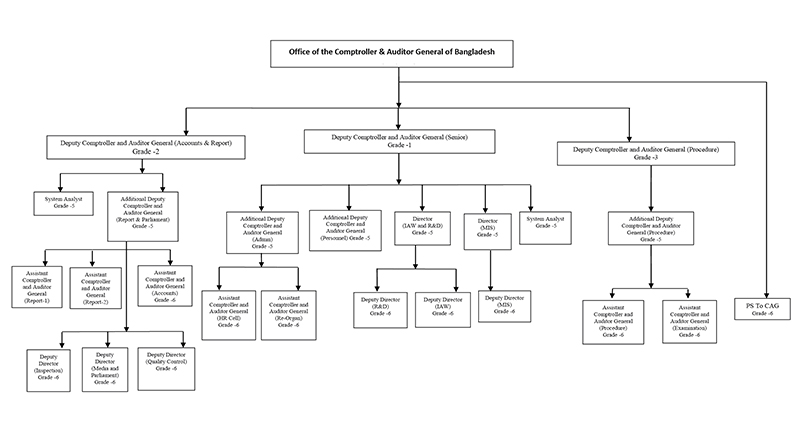 Office of the Comptroller & Auditor General of Bangladesh
Deputy Comptroller and Auditor General (Accounts & Report)
Grade -2
Deputy Comptroller and Auditor General (Senior)
Grade -1
Deputy Comptroller and Auditor General (Procedure)
Grade -3
System Analyst
Grade -5
Additional Deputy
Comptroller and
Auditor General
(Report & Parliament)
Grade -5
Additional Deputy
Comptroller and
Auditor General
(Admn)
Grade -5
Additional Deputy
Comptroller and
Auditor General
(Personnel) Grade -5
Director
(IAW and R&D)
Grade -5
Director
(MIS)
Grade -5
System Analyst
Grade -5
Additional Deputy
Comptroller and Auditor
General (Procedure)
Grade -5
Assistant
Comptroller
and Auditor
General
(Report-1)
Assistant
Comptroller
and Auditor
General
(Report-2)
Assistant
Comptroller and
Auditor General
(Accounts)
Grade -6
Assistant
Comptroller and
Auditor General
(HR Cell)
Grade -6
Assistant
Comptroller and
Auditor General
(Re-Organ)
Grade -6
Deputy Director
(R&D)
Grade -6
Deputy Director
(IAW)
Grade -6
Deputy Director
(MIS)
Grade -6
Assistant
Comptroller and
Auditor General
(Procedure)
Grade -6
Assistant
Comptroller and
Auditor General
(Examination)
Grade -6
PS To CAG
Grade -6
Deputy
Director
(Inspection)
Grade -6
Deputy
Director
(Media and
Parliament)
Grade -6
Deputy Director
(Quality Control)
Grade -6